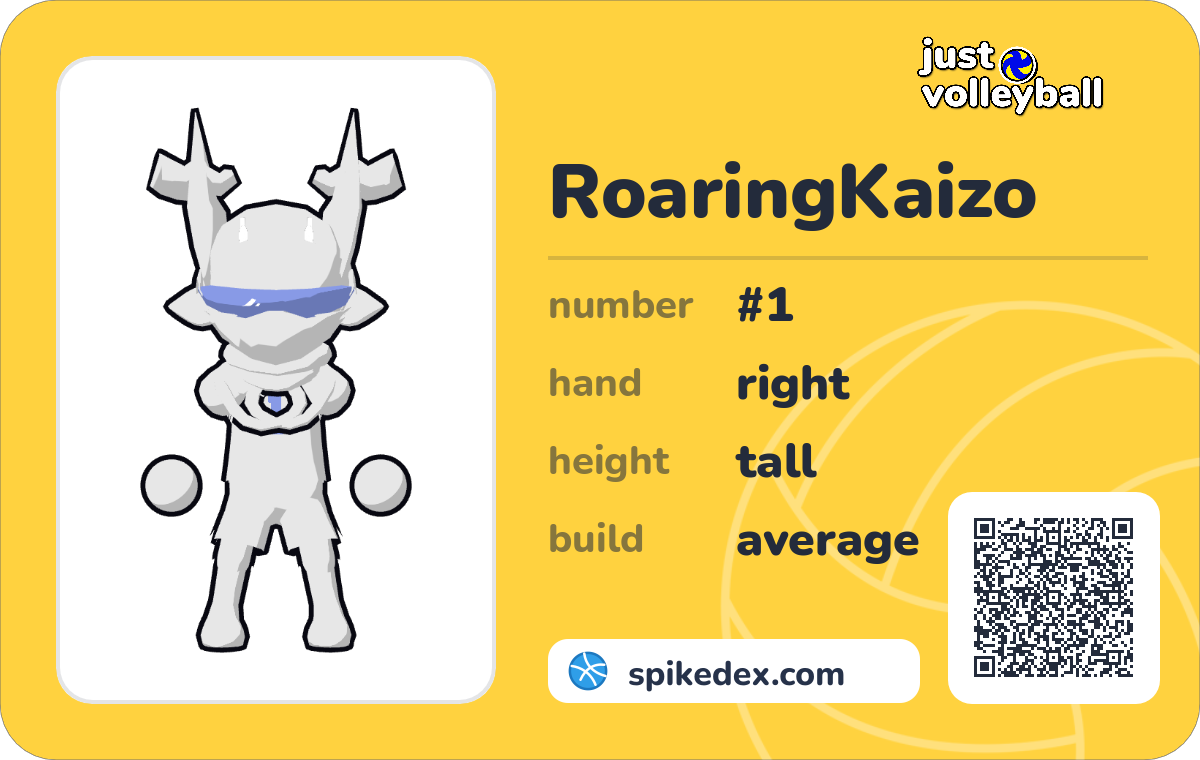 just
volleyball
RoaringKaizo
number #1
hand right
height tall
build average
spikedex.com